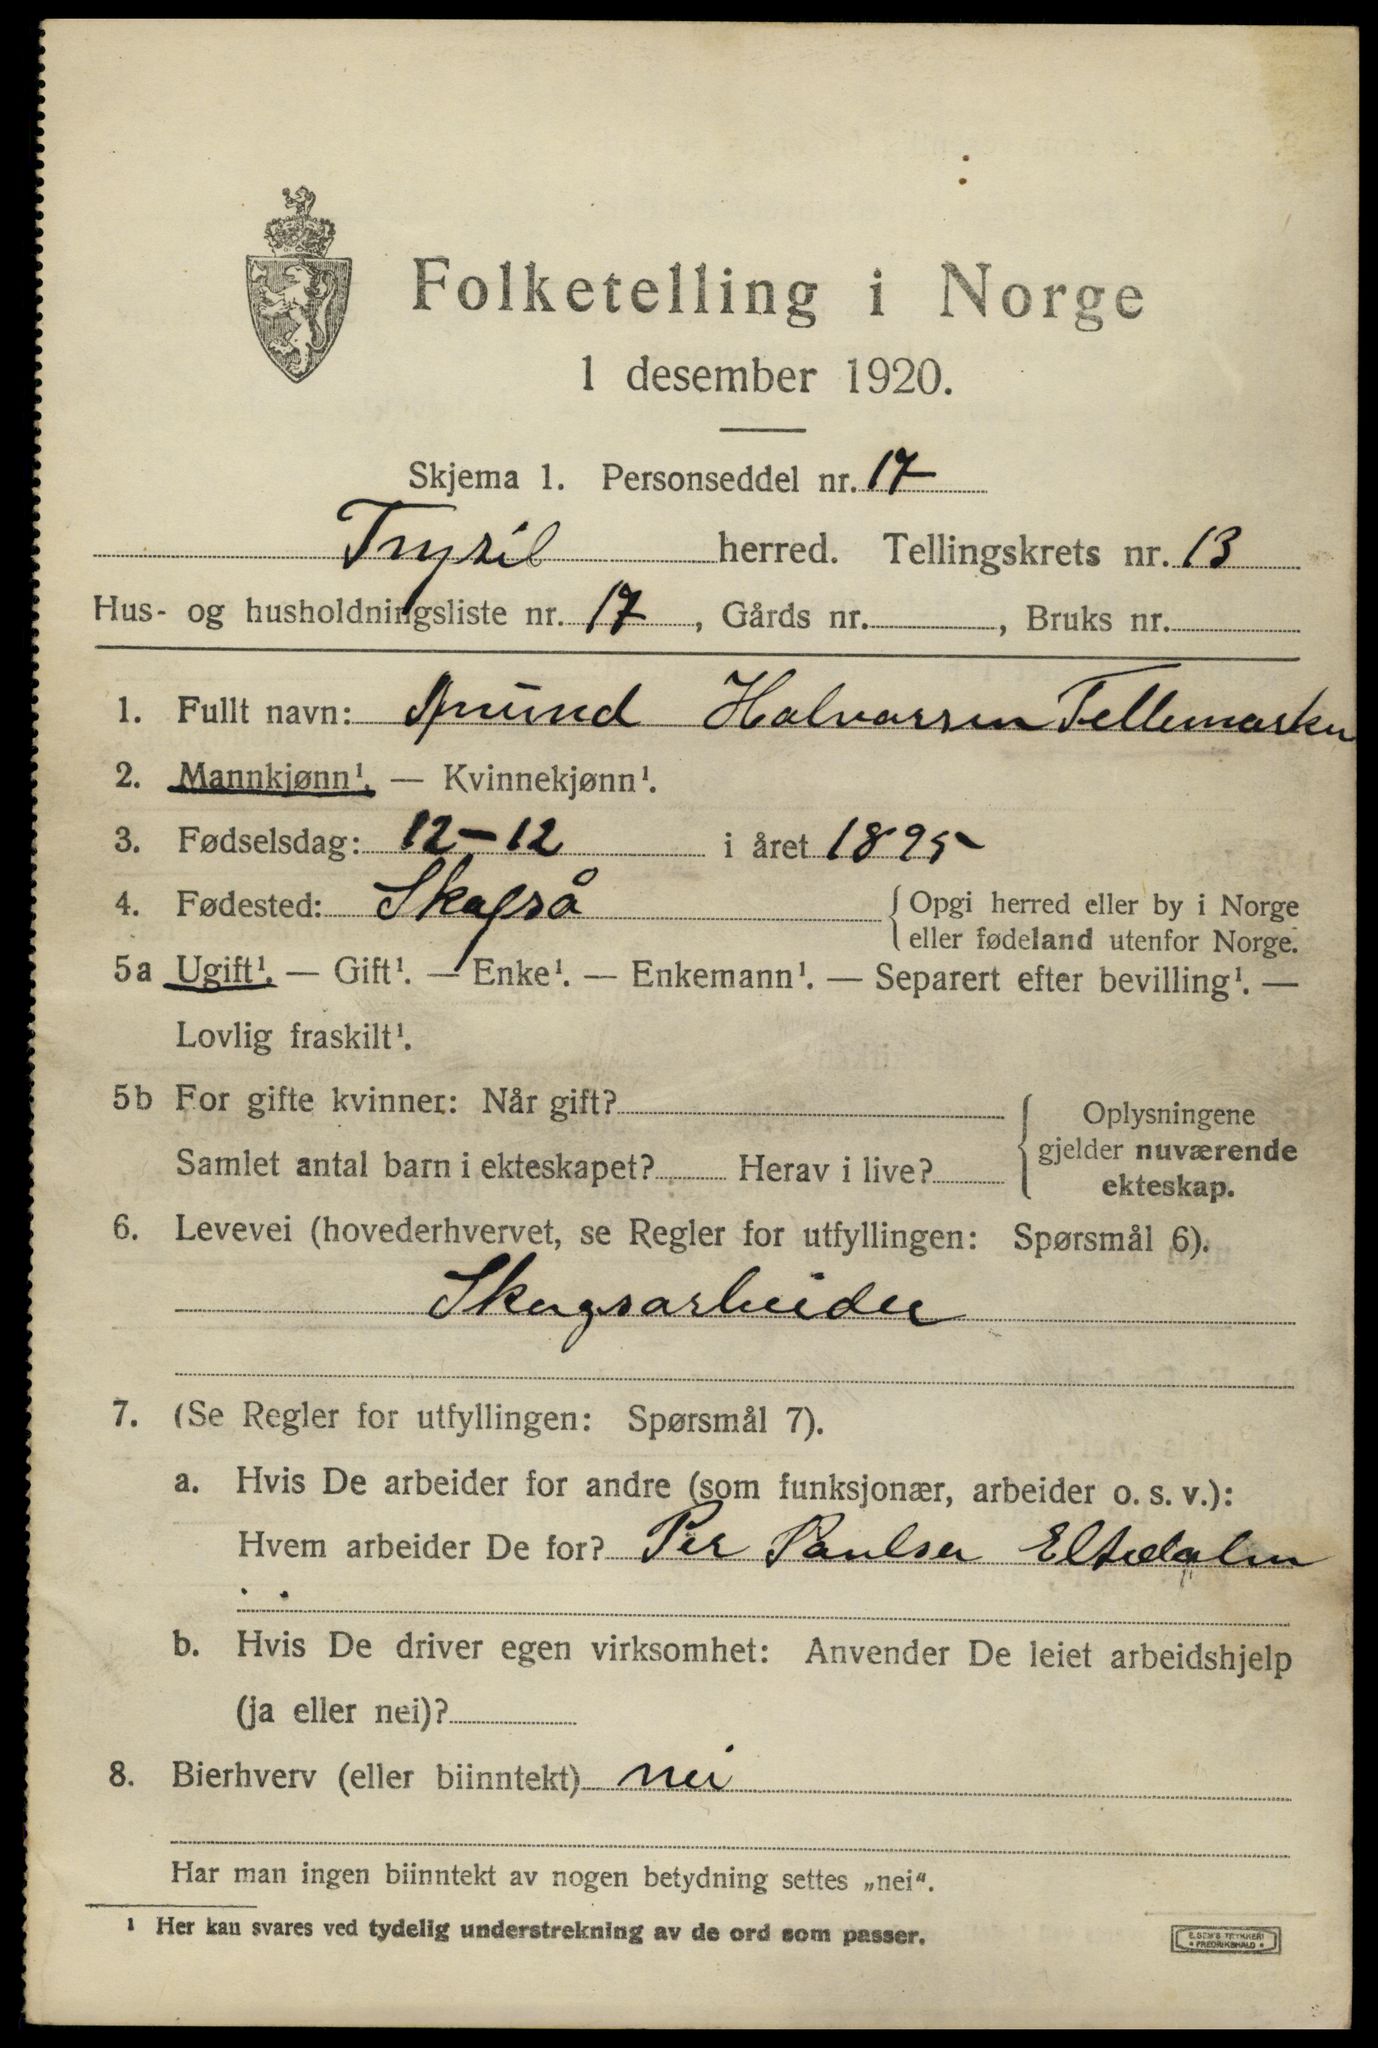 Folketelling i Norge
1 desember 1920.
Skjema 1. Personseddel nr. 17
Trysil herred. Tellingskrets nr. 13
Hus- og husholdningsliste nr. 17, Gårds nr. , Bruks nr.
1. Fullt navn: Halvorsen Tellemarken
2. Mannkjønn¹. — Kvinnekjønn¹.
3. Fødselsdag: 12-12 i året 1895
4. Fødested: Skafså { Opgi herred eller by i Norge
eller fødeland utenfor Norge.
5a Ugift¹. — Gift¹. — Enke¹. — Enkemann¹. — Separert efter bevilling¹. —
Lovlig fraskilt¹.
5b For gifte kvinner: Når gift? { Oplysningene
gjelder nuværende
Samlet antal barn i ekteskapet? Herav i live?
ekteskap.
6. Levevei (hovederhvervet, se Regler for utfyllingen: Spørsmål 6).
Skogsarbeider
7. (Se Regler for utfyllingen: Spørsmål 7).
a. Hvis De arbeider for andre (som funksjonær, arbeider o. s. v.):
Hvem arbeider De for? Per Paulsen Eltdalen
b. Hvis De driver egen virksomhet: Anvender De leiet arbeidshjelp
(ja eller nei)?
8. Bierhverv (eller biinntekt) nei
Har man ingen biinntekt av nogen betydning settes „nei“.
¹ Her kan svares ved tydelig understrekning av de ord som passer.
FREDRIKSHALD